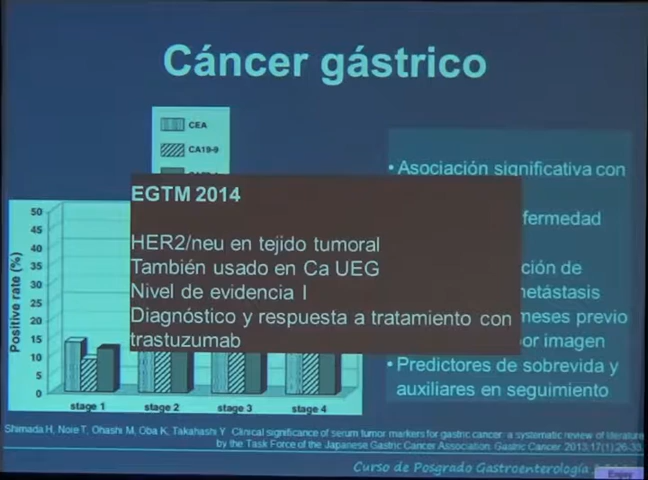 Cáncer gástrico
CEA
CA19-9
• Asociación significativa con
EGTM 2014
fermedad
HER2/neu en tejido tumoral
También usado en Ca UEG
Nivel de evidencia I
Diagnóstico y respuesta a tratamiento con
trastuzumab
ción de
metástasis
meses previo
por imagen
• Predictores de sobrevida y
auxiliares en seguimiento
Positive rate (%)
50
45
40
35
30
25
20
15
10
5
0
stage 1 stage 2 stage 3 stage 4
Shimada H, Noie T, Ohashi M, Oba K, Takahashi Y Clinical significance of serum tumor markers for gastric cancer: a systematic review of literature
by the Task Force of the Japanese Gastric Cancer Association. Gastric Cancer 2013;17(1):26-33
Curso de Posgrado Gastroenterología